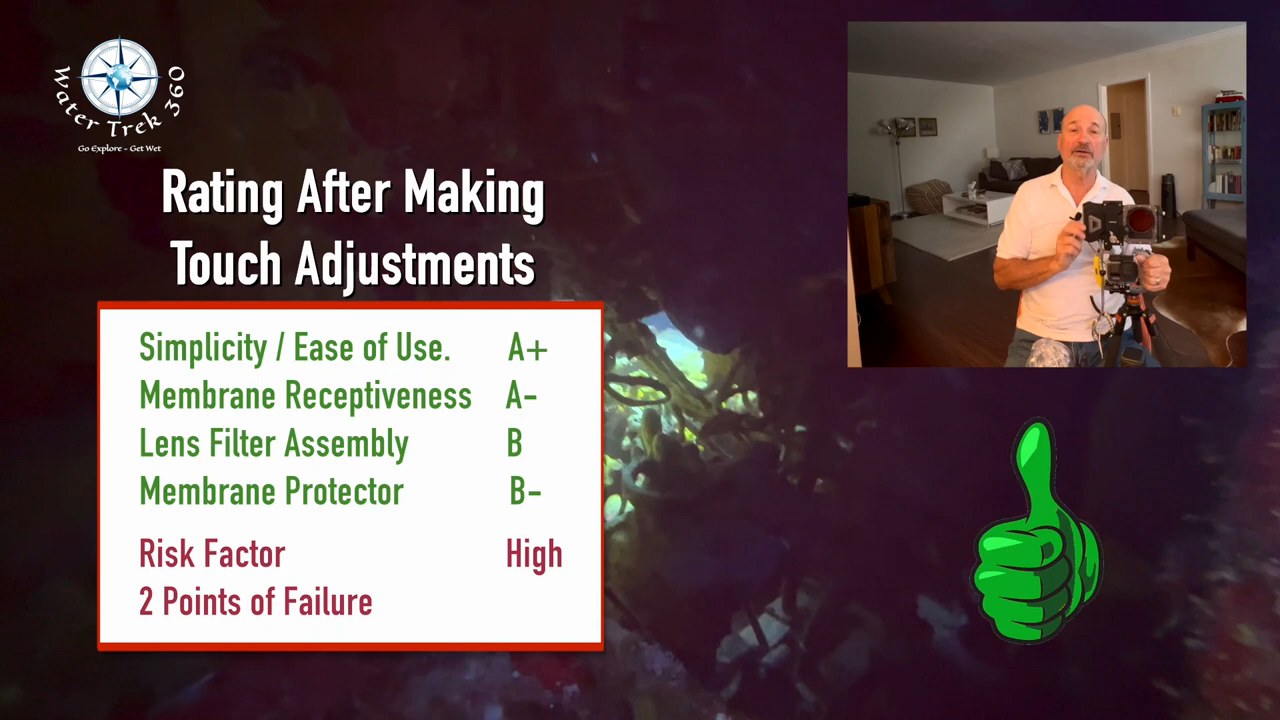 Water Trek 360
Go Explore - Get Wet
Rating After Making
Touch Adjustments
Simplicity / Ease of Use. A+
Membrane Receptiveness A-
Lens Filter Assembly B
Membrane Protector B-
Risk Factor High
2 Points of Failure